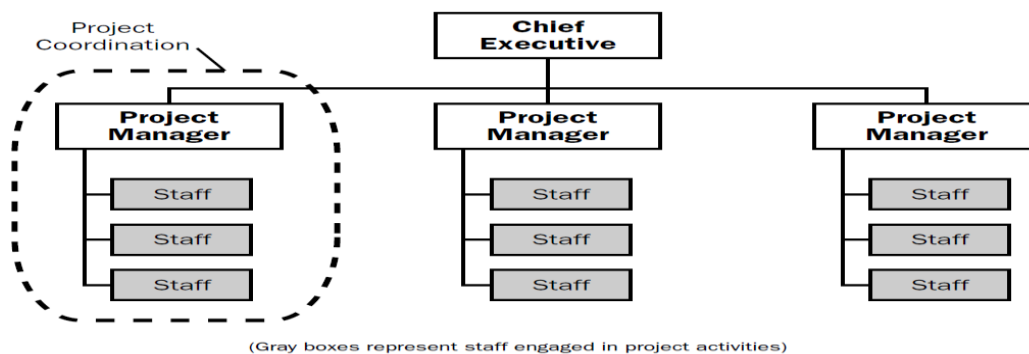 Project
Coordination
Chief
Executive
Project
Manager
Project
Manager
Project
Manager
Staff
Staff
Staff
Staff
Staff
Staff
Staff
Staff
Staff
(Gray boxes represent staff engaged in project activities)